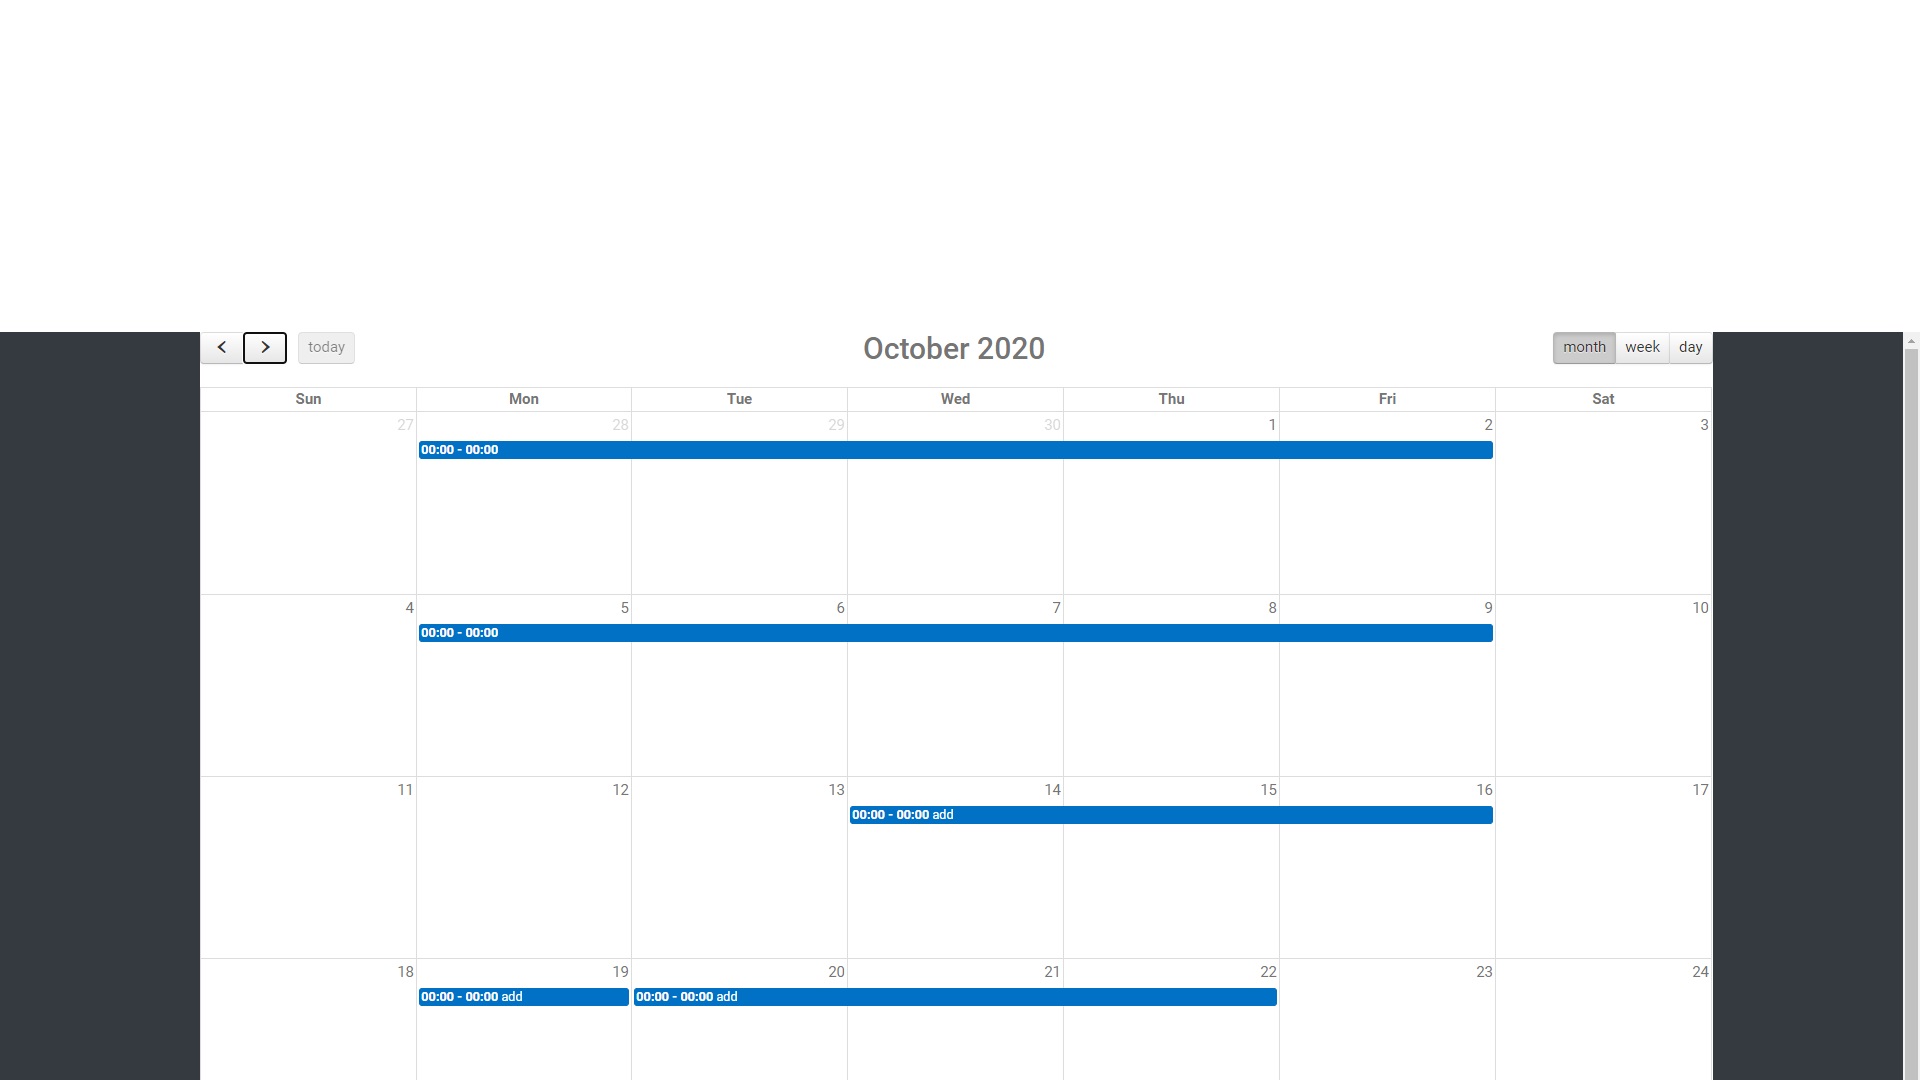 today
October 2020
month week day
Sun Mon Tue Wed Thu Fri Sat
27 28 29 30 1 2 3
00:00 - 00:00
4 5 6 7 8 9 10
00:00 - 00:00
11 12 13 14 15 16 17
00:00 - 00:00 add
18 19 20 21 22 23 24
00:00 - 00:00 add 00:00 - 00:00 add